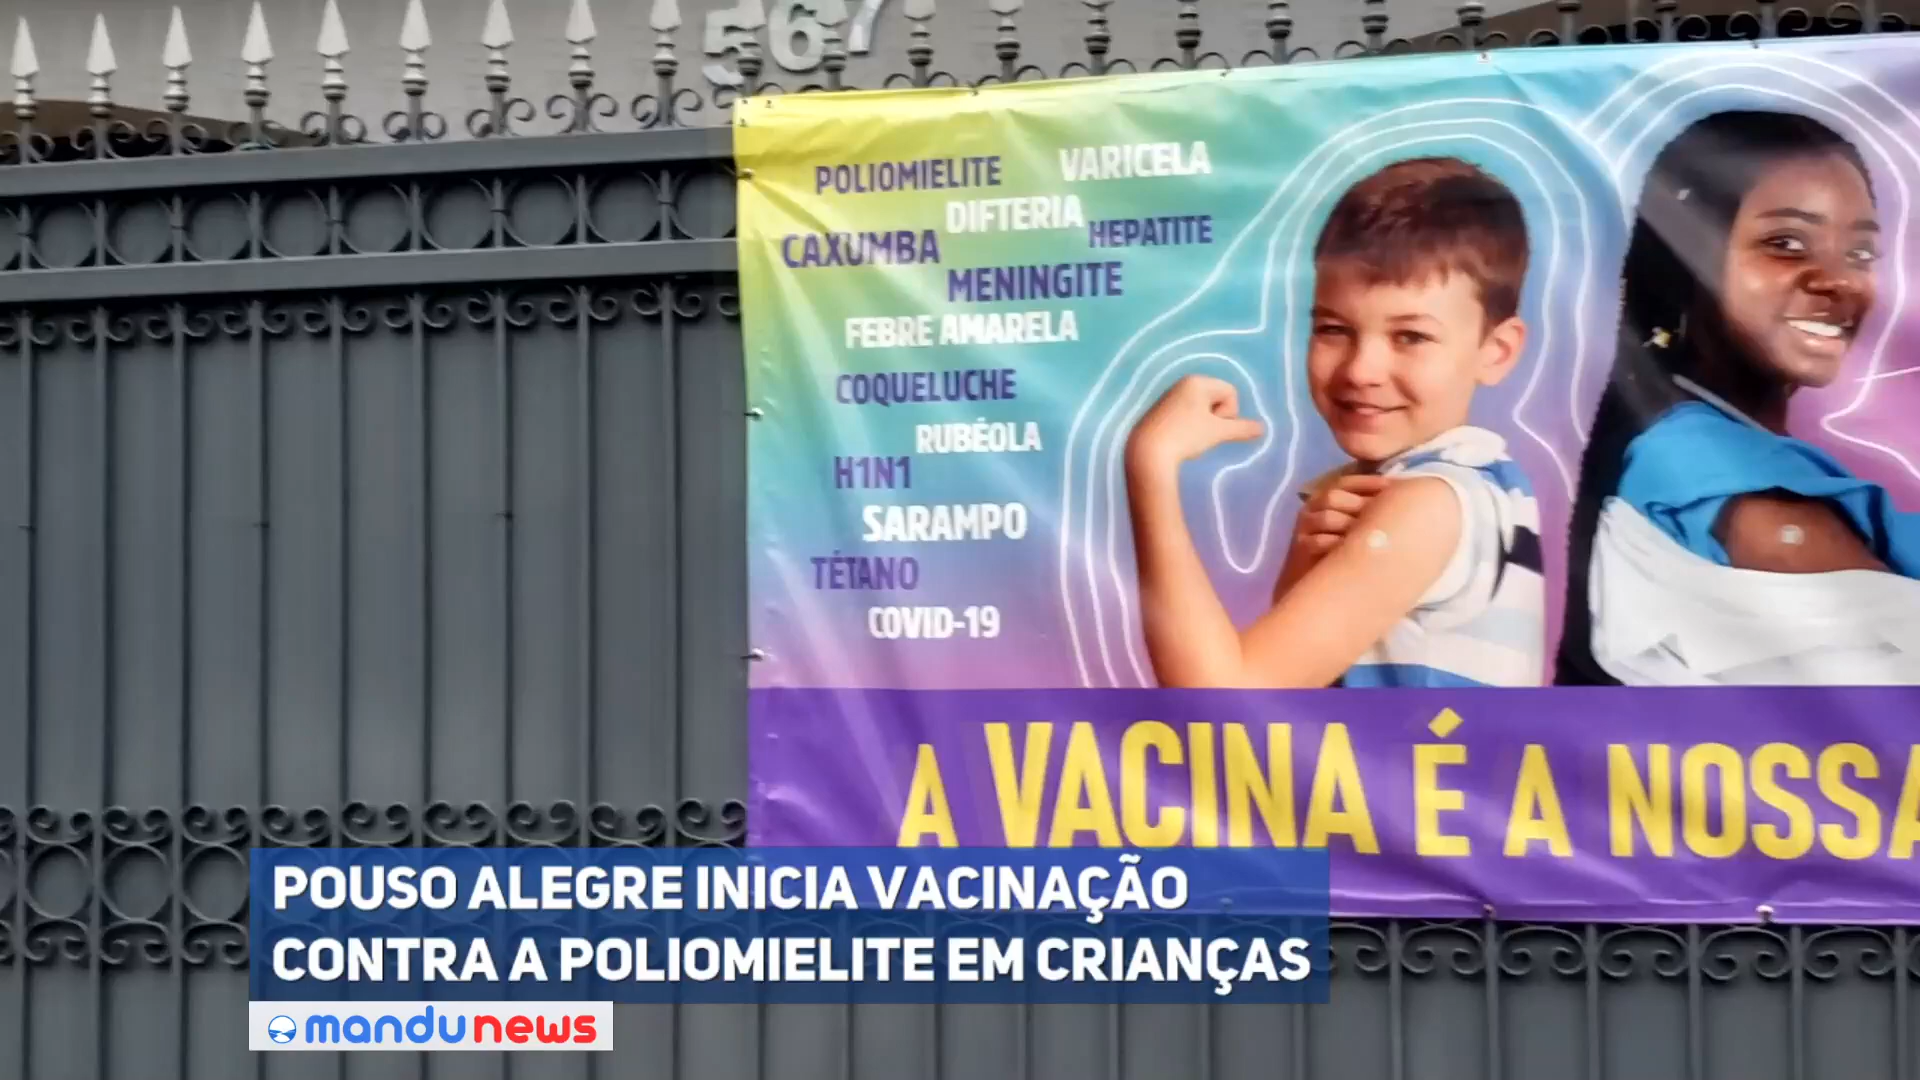 567
POLIOMIELITE VARICELA
DIFTERIA
CAXUMBA HEPATITE
MENINGITE
FEBRE AMARELA
COQUELUCHE
RUBÉOLA
H1N1
SARAMPO
TÉTANO
COVID-19
A VACINA É A NOSSA
POUSO ALEGRE INICIA VACINAÇÃO
CONTRA A POLIOMIELITE EM CRIANÇAS
mandunews